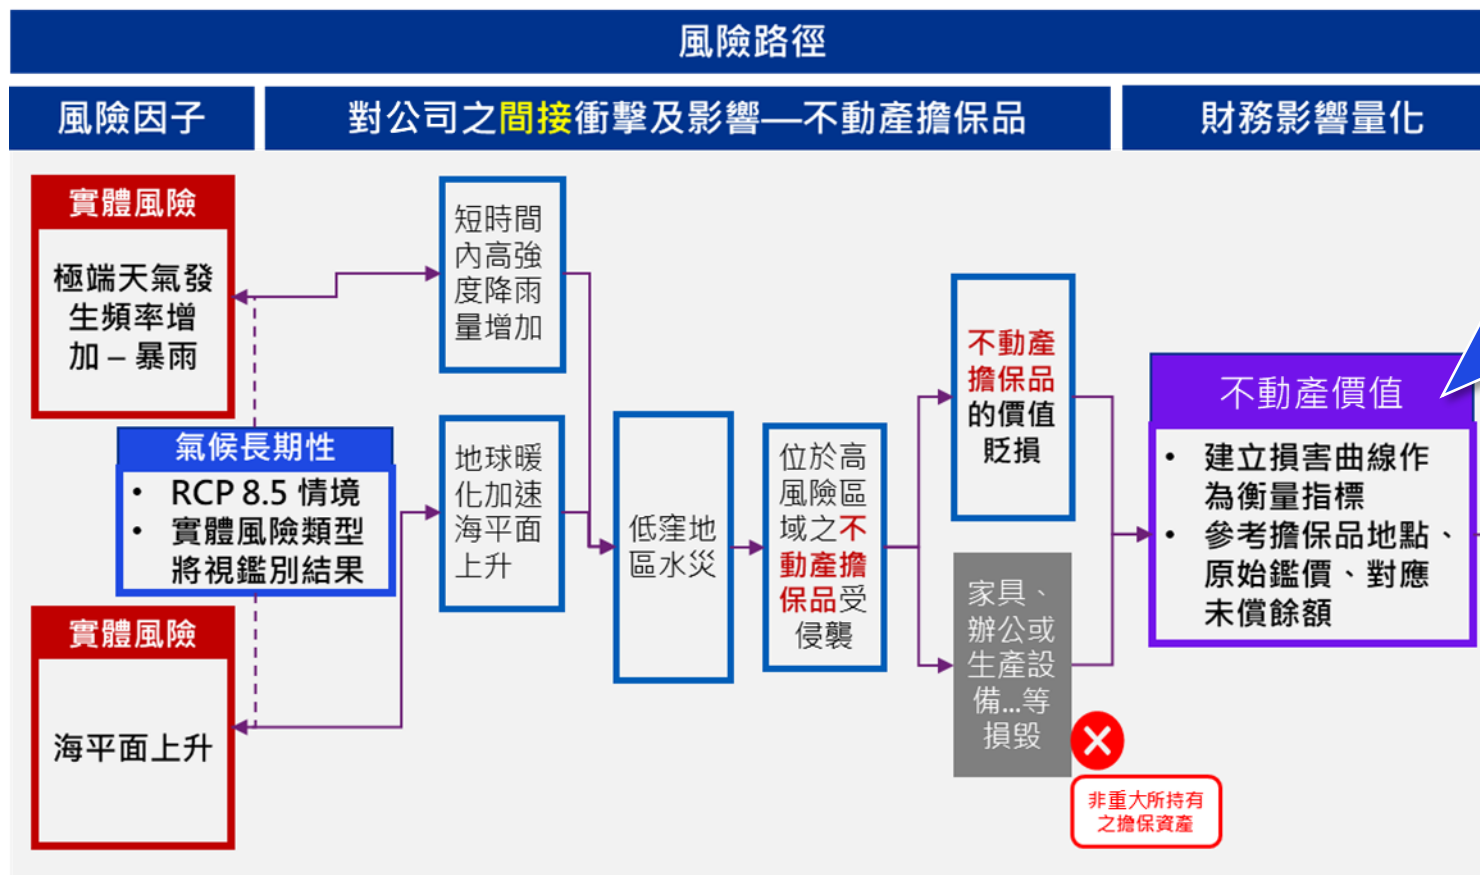 風險路徑
風險因子
對公司之間接衝擊及影響—不動產擔保品
財務影響量化
實體風險
極端天氣發
生頻率增
加 – 暴雨
氣候長期性
• RCP 8.5 情境
• 實體風險類型
將視鑑別結果
實體風險
海平面上升
短時間
內高強
度降雨
量增加
地球暖
化加速
海平面
上升
低窪地
區水災
位於高
風險區
域之不
動產擔
保品受
侵襲
不動產
擔保品
的價值
貶損
家具、
辦公或
生產設
備...等
損毀
非重大所持有
之擔保資產
不動產價值
• 建立損害曲線作
為衡量指標
• 參考擔保品地點、
原始鑑價、對應
未償餘額